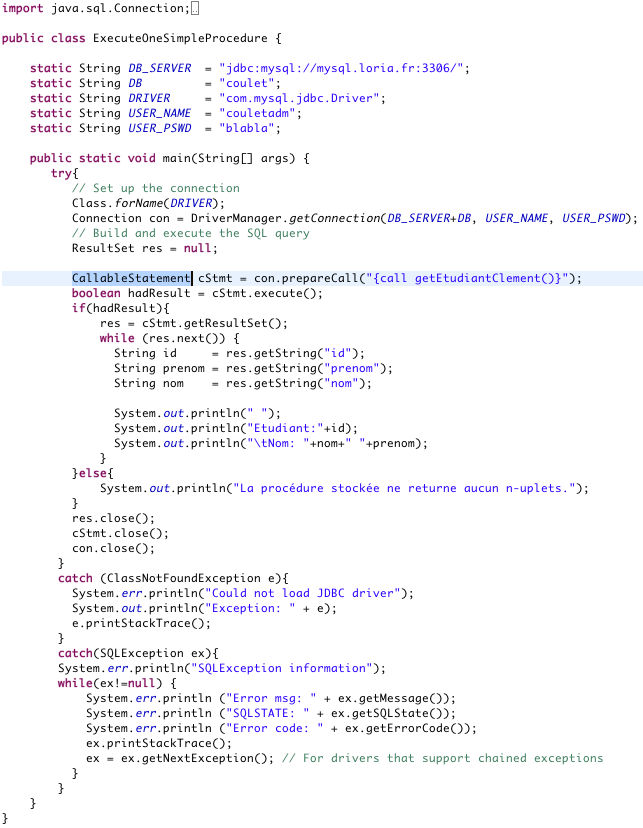 import java.sql.Connection;
public class ExecuteOneSimpleProcedure {
static String DB_SERVER = "jdbc:mysql://mysql.loria.fr:3306/";
static String DB = "coulet";
static String DRIVER = "com.mysql.jdbc.Driver";
static String USER_NAME = "couletadm";
static String USER_PSWD = "blabla";
public static void main(String[] args) {
try{
// Set up the connection
Class.forName(DRIVER);
Connection con = DriverManager.getConnection(DB_SERVER+DB, USER_NAME, USER_PSWD);
// Build and execute the SQL query
ResultSet res = null;
CallableStatement cStmt = con.prepareCall("{call getEtudiantClement()}");
boolean hadResult = cStmt.execute();
if(hadResult){
res = cStmt.getResultSet();
while (res.next()) {
String id = res.getString("id");
String prenom = res.getString("prenom");
String nom = res.getString("nom");
System.out.println(" ");
System.out.println("Etudiant:"+id);
System.out.println("\tNom: "+nom+" "+prenom);
}
}else{
System.out.println("La procédure stockée ne returne aucun n-uplets.");
}
res.close();
cStmt.close();
con.close();
}
catch (ClassNotFoundException e){
System.err.println("Could not load JDBC driver");
System.out.println("Exception: " + e);
e.printStackTrace();
}
catch(SQLException ex){
System.err.println("SQLException information");
while(ex!=null) {
System.err.println ("Error msg: " + ex.getMessage());
System.err.println ("SQLSTATE: " + ex.getSQLState());
System.err.println ("Error code: " + ex.getErrorCode());
ex.printStackTrace();
ex = ex.getNextException(); // For drivers that support chained exceptions
}
}
}
}